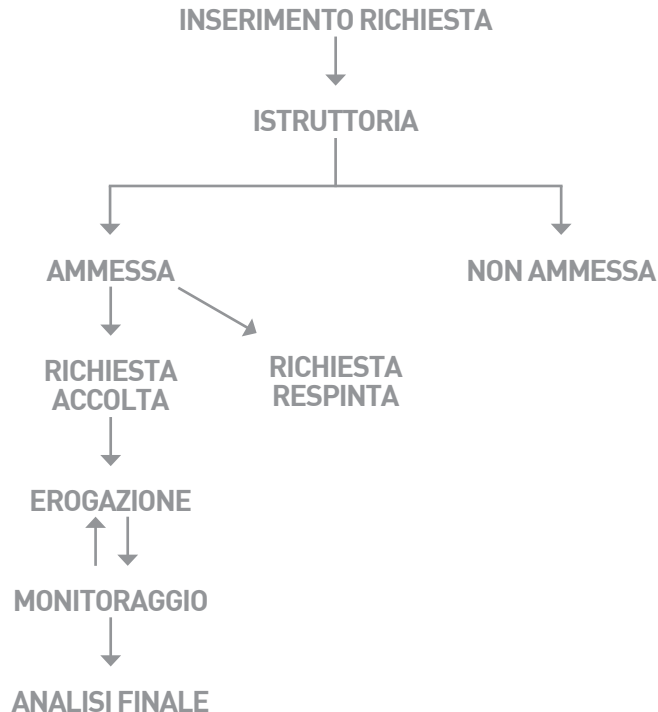 INSERIMENTO RICHIESTA
ISTRUTTORIA
AMMESSA
NON AMMESSA
RICHIESTA
ACCOLTA
RICHIESTA
RESPINTA
EROGAZIONE
MONITORAGGIO
ANALISI FINALE